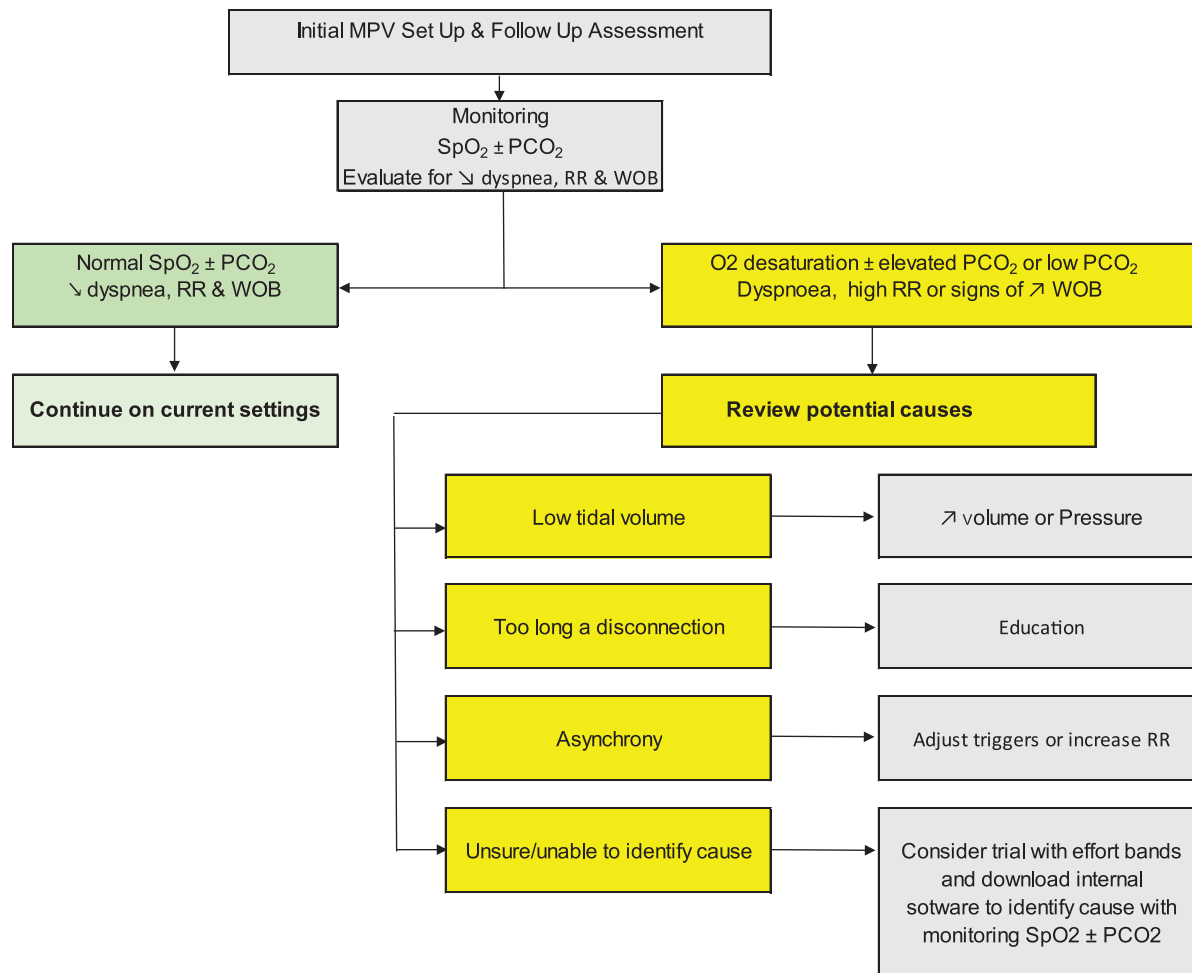 Initial MPV Set Up & Follow Up Assessment
Monitoring
SpO₂ ± PCO₂
Evaluate for ↘ dyspnea, RR & WOB
Normal SpO₂ ± PCO₂
↘ dyspnea, RR & WOB
O2 desaturation ± elevated PCO₂ or low PCO₂
Dyspnoea, high RR or signs of ↗ WOB
Continue on current settings
Review potential causes
Low tidal volume
↗ volume or Pressure
Too long a disconnection
Education
Asynchrony
Adjust triggers or increase RR
Unsure/unable to identify cause
Consider trial with effort bands
and download internal
sotware to identify cause with
monitoring SpO2 ± PCO2